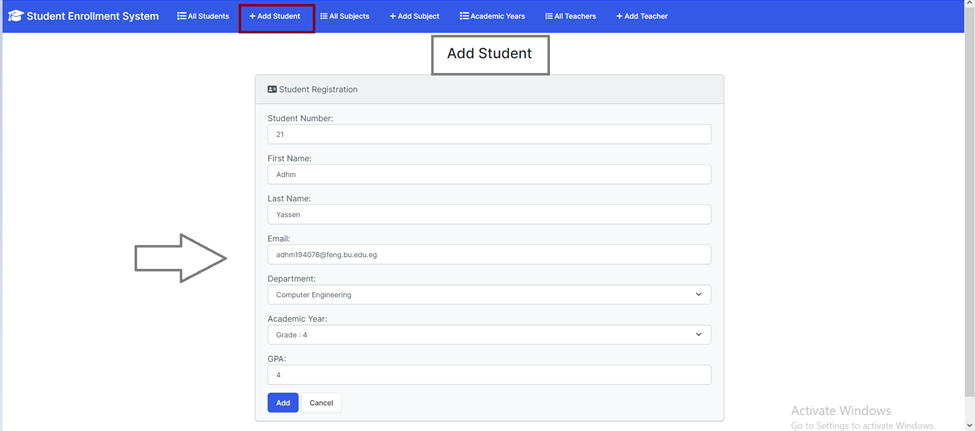 Student Enrollment System All Students + Add Student All Subjects + Add Subject Academic Years All Teachers + Add Teacher
Add Student
Student Registration
Student Number:
21
First Name:
Adhm
Last Name:
Yassen
Email:
adhm194078@feng.bu.edu.eg
Department:
Computer Engineering
Academic Year:
Grade : 4
GPA:
4
Add Cancel
Activate Windows
Go to Settings to activate Windows.